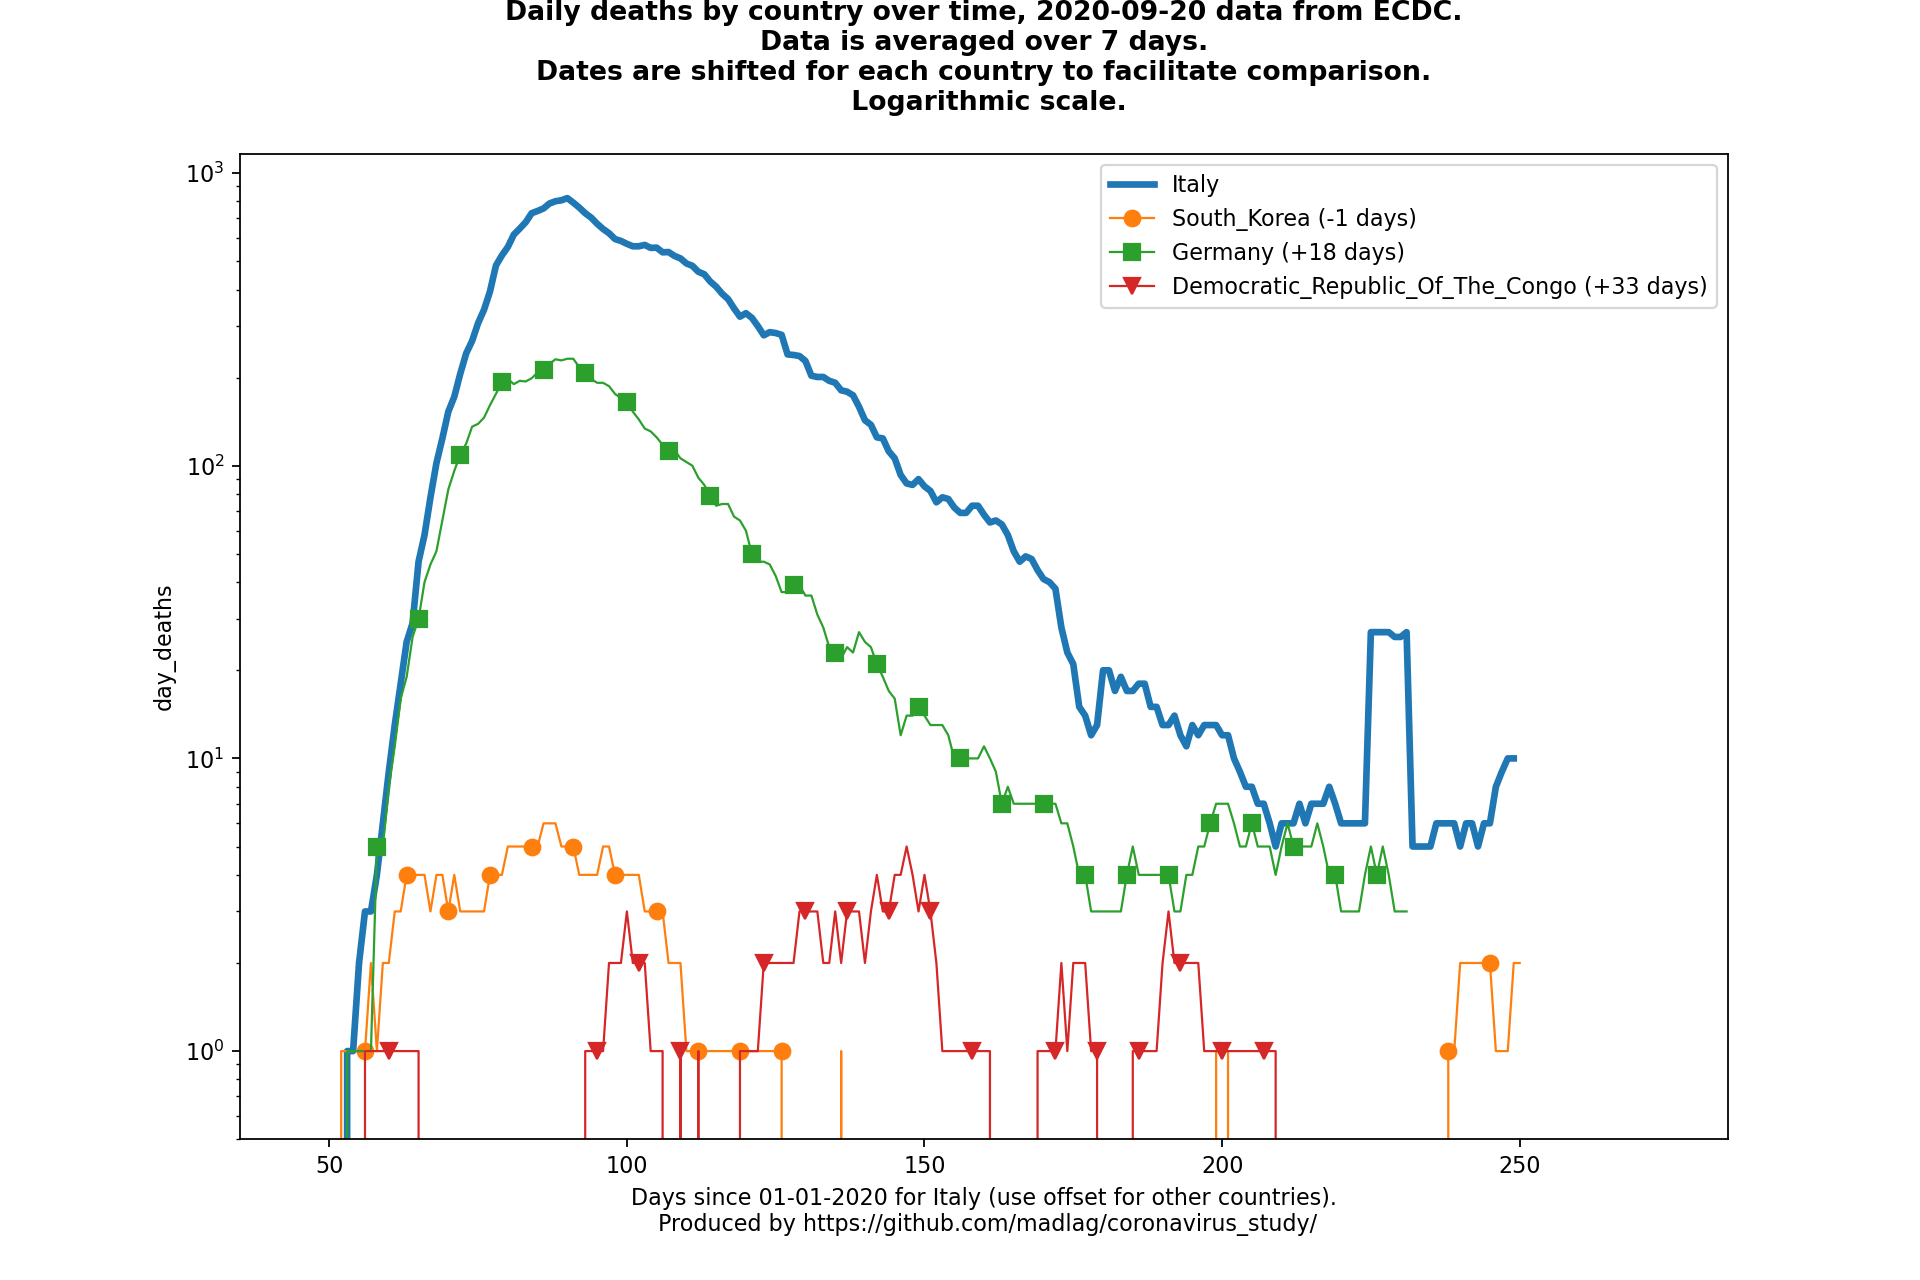 Daily deaths by country over time, 2020-09-20 data from ECDC.
Data is averaged over 7 days.
Dates are shifted for each country to facilitate comparison.
Logarithmic scale.
10³
10²
10¹
10⁰
day_deaths
Italy
South_Korea (-1 days)
Germany (+18 days)
Democratic_Republic_Of_The_Congo (+33 days)
50 100 150 200 250
Days since 01-01-2020 for Italy (use offset for other countries).
Produced by https://github.com/madlag/coronavirus_study/